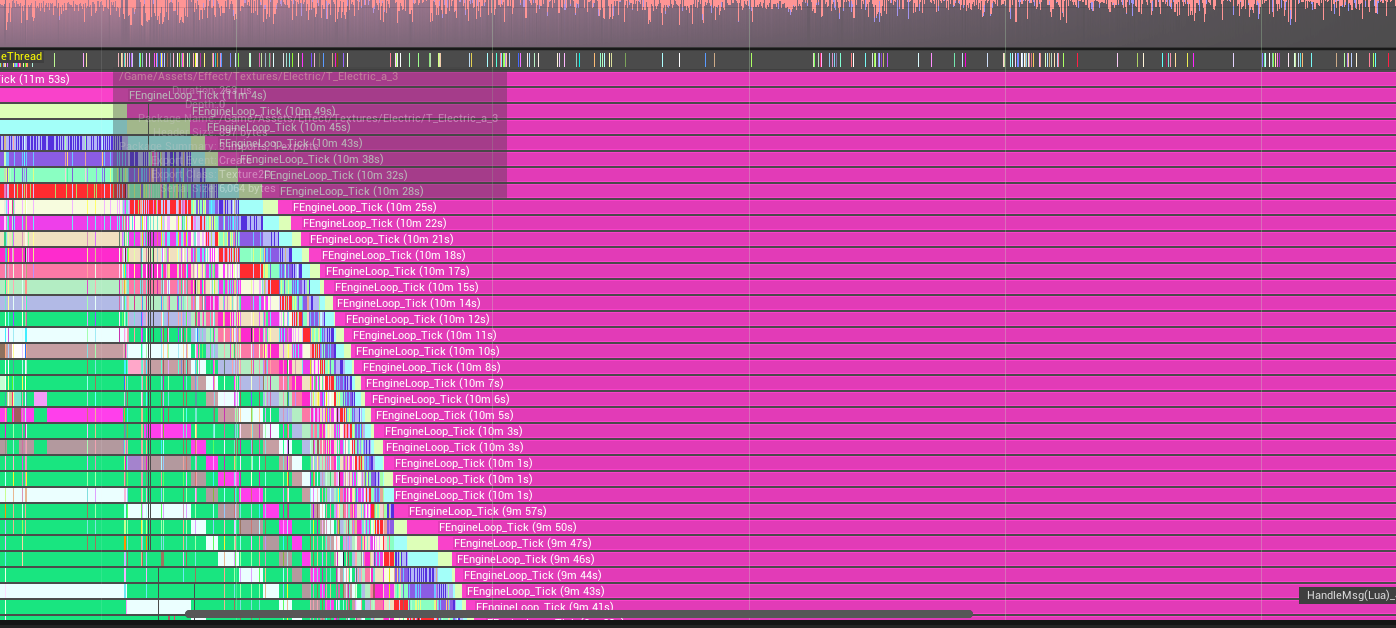 eThread
ick (11m 53s)
/Game/Assets/Effect/Textures/Electric/T_Electric_a_3
FEngineLoop_Tick (11m 4s)
FEngineLoop_Tick (10m 49s)
Package Name: /Game/Assets/Effect/Textures/Electric/T_Electric_a_3
FEngineLoop_Tick (10m 45s)
FEngineLoop_Tick (10m 43s)
FEngineLoop_Tick (10m 38s)
FEngineLoop_Tick (10m 32s)
6,064 bytes
FEngineLoop_Tick (10m 28s)
FEngineLoop_Tick (10m 25s)
FEngineLoop_Tick (10m 22s)
FEngineLoop_Tick (10m 21s)
FEngineLoop_Tick (10m 18s)
FEngineLoop_Tick (10m 17s)
FEngineLoop_Tick (10m 15s)
FEngineLoop_Tick (10m 14s)
FEngineLoop_Tick (10m 12s)
FEngineLoop_Tick (10m 11s)
FEngineLoop_Tick (10m 10s)
FEngineLoop_Tick (10m 8s)
FEngineLoop_Tick (10m 7s)
FEngineLoop_Tick (10m 6s)
FEngineLoop_Tick (10m 5s)
FEngineLoop_Tick (10m 3s)
FEngineLoop_Tick (10m 3s)
FEngineLoop_Tick (10m 1s)
FEngineLoop_Tick (10m 1s)
FEngineLoop_Tick (10m 1s)
FEngineLoop_Tick (9m 57s)
FEngineLoop_Tick (9m 50s)
FEngineLoop_Tick (9m 47s)
FEngineLoop_Tick (9m 46s)
FEngineLoop_Tick (9m 44s)
FEngineLoop_Tick (9m 43s)
HandleMsg(Lua)_
FEngineLoop_Tick (9m 41s)